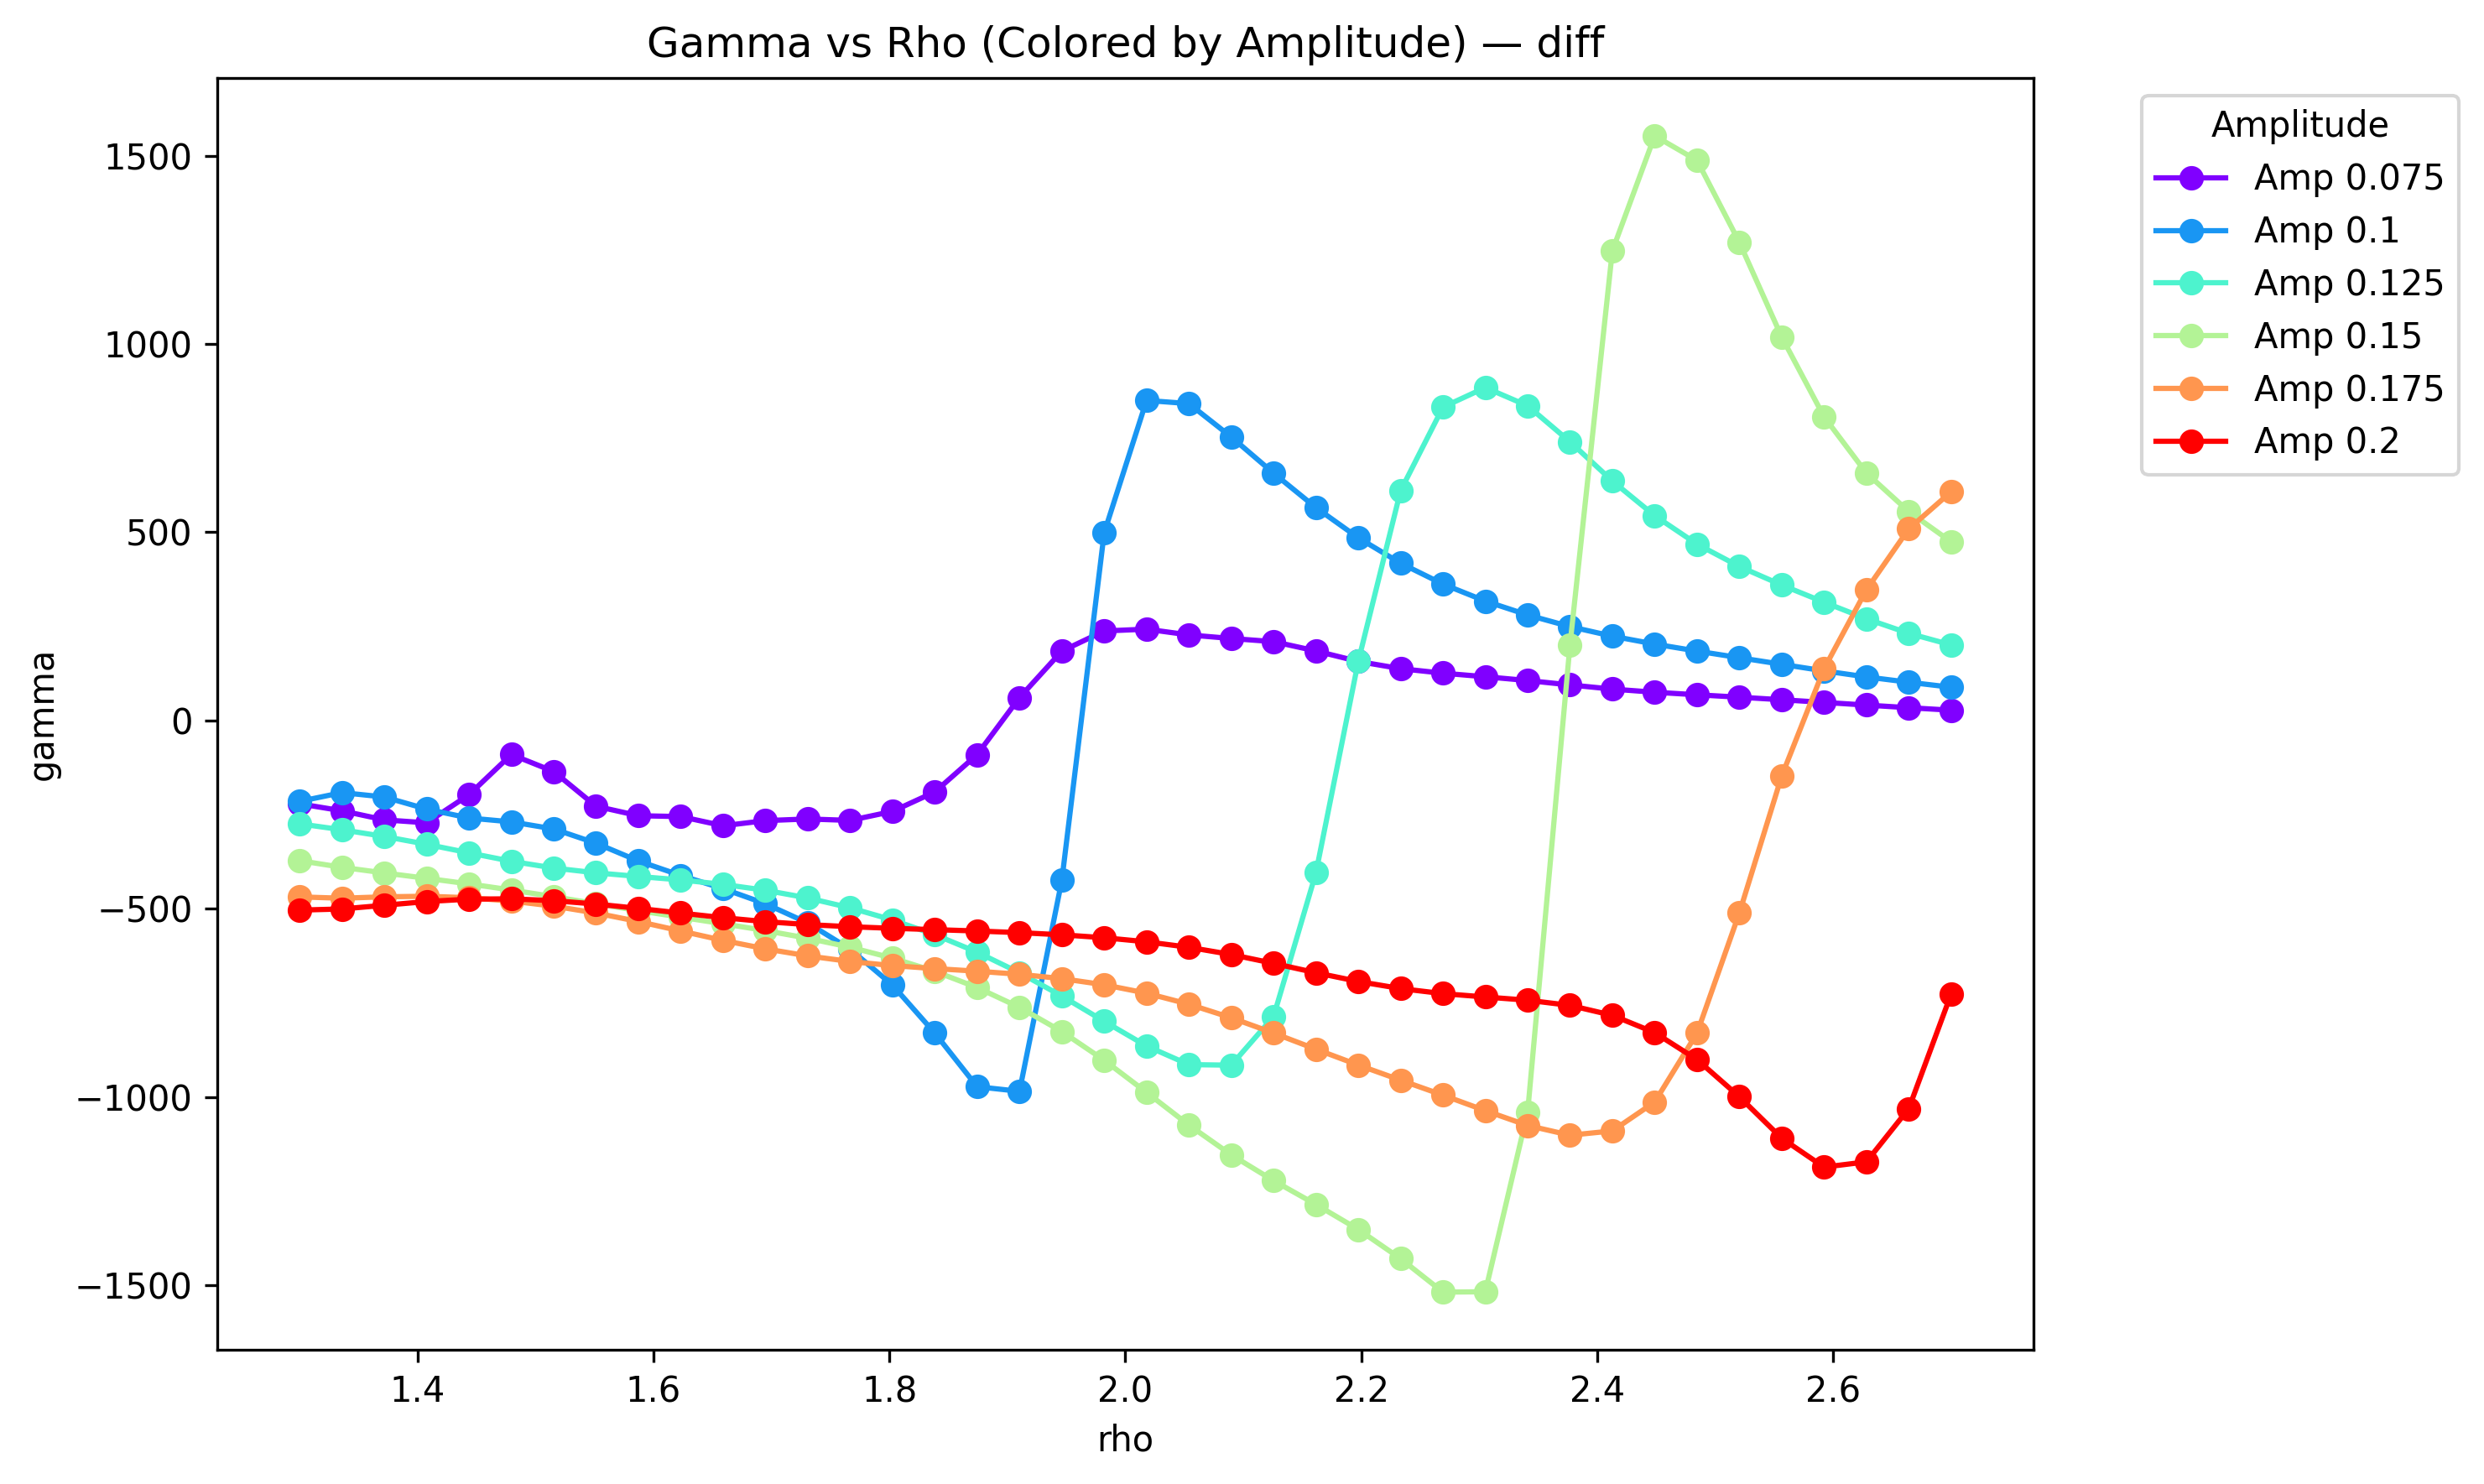 Gamma vs Rho (Colored by Amplitude) — diff
Amplitude
Amp 0.075
Amp 0.1
Amp 0.125
Amp 0.15
Amp 0.175
Amp 0.2
gamma
1500
1000
500
0
−500
−1000
−1500
1.4 1.6 1.8 2.0 2.2 2.4 2.6
rho